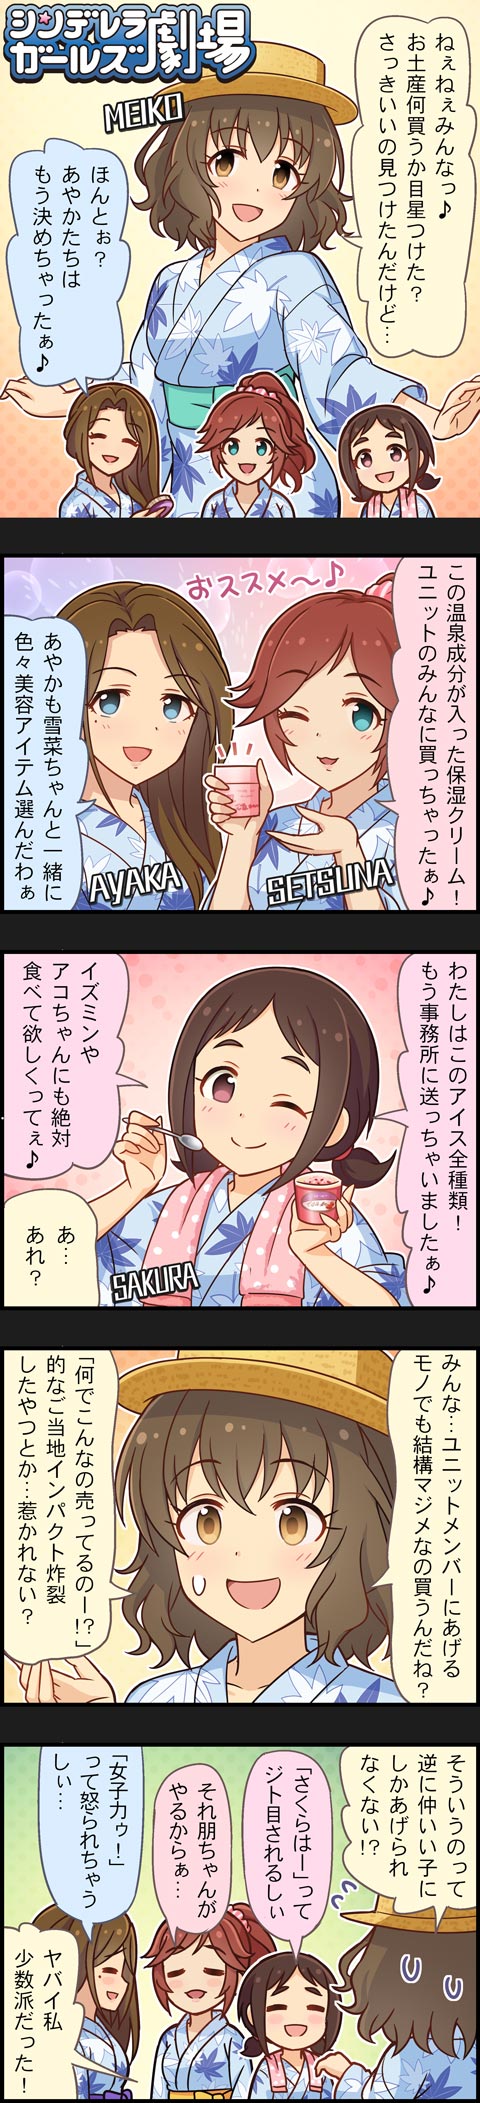 シンデレラ
ガールズ劇場
MEIKO
ねぇねぇみんなっ♪
お土産何買うか目星つけた？
さっきいいの見つけたんだけど…
ほんとぉ？
あやかたちは
もう決めちゃったぁ♪
この温泉成分が入った保湿クリーム！
ユニットのみんなに買っちゃったぁ♪
おススメ～♪
あやかも雪菜ちゃんと一緒に
色々美容アイテム選んだわぁ
AYAKA
SETSUNA
わたしはこのアイス全種類！
もう事務所に送っちゃいましたぁ♪
イズミンや
アコちゃんにも絶対
食べて欲しくってぇ♪
あ…
あれ？
SAKURA
みんな…ユニットメンバーにあげる
モノでも結構マジメなの買うんだね？
「何でこんなの売ってるのー!?」
的なご当地インパクト炸裂
したやつとか…惹かれない？
そういうのって
逆に仲いい子に
しかあげられ
なくない!?
「さくらはー」って
ジト目されるしぃ
それ朋ちゃんが
やるからぁ…
「女子力ゥ！」
って怒られちゃう
しぃ…
ヤバイ私
少数派だった！